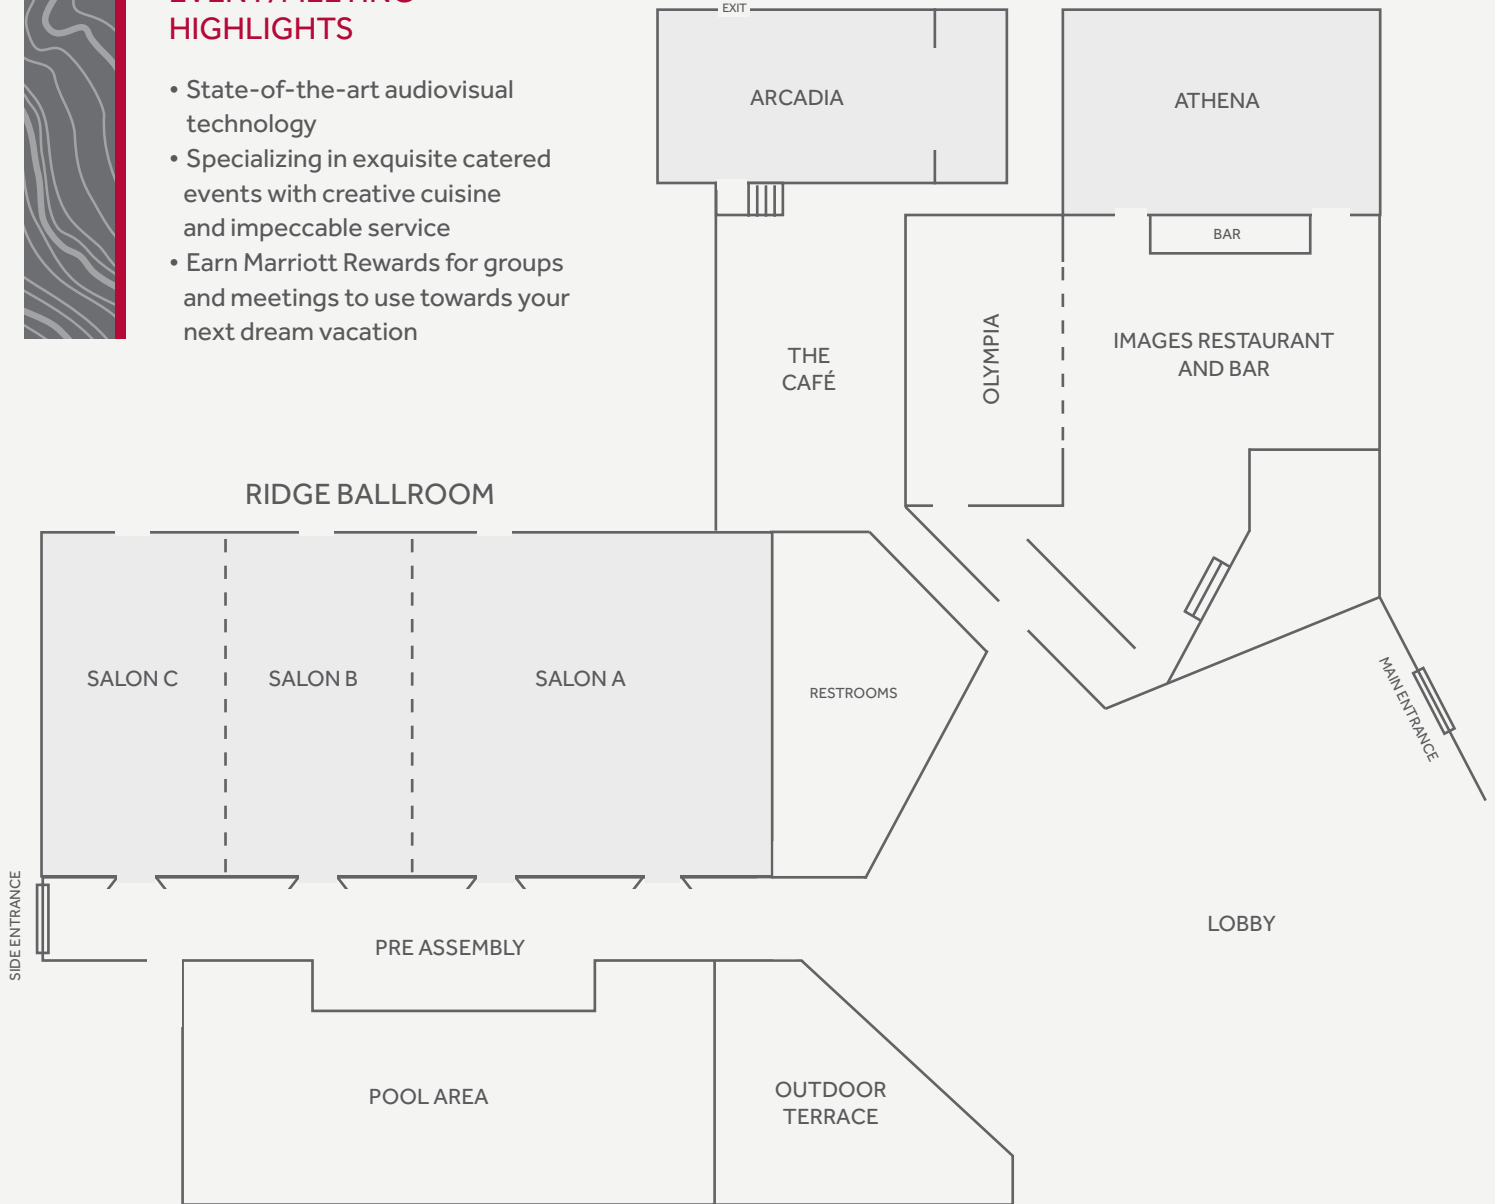 HIGHLIGHTS
• State-of-the-art audiovisual
technology
• Specializing in exquisite catered
events with creative cuisine
and impeccable service
• Earn Marriott Rewards for groups
and meetings to use towards your
next dream vacation
EXIT
ARCADIA
ATHENA
BAR
THE
CAFÉ
OLYMPIA
IMAGES RESTAURANT
AND BAR
RIDGE BALLROOM
SALON C
SALON B
SALON A
RESTROOMS
MAIN ENTRANCE
SIDE ENTRANCE
PRE ASSEMBLY
LOBBY
POOL AREA
OUTDOOR
TERRACE